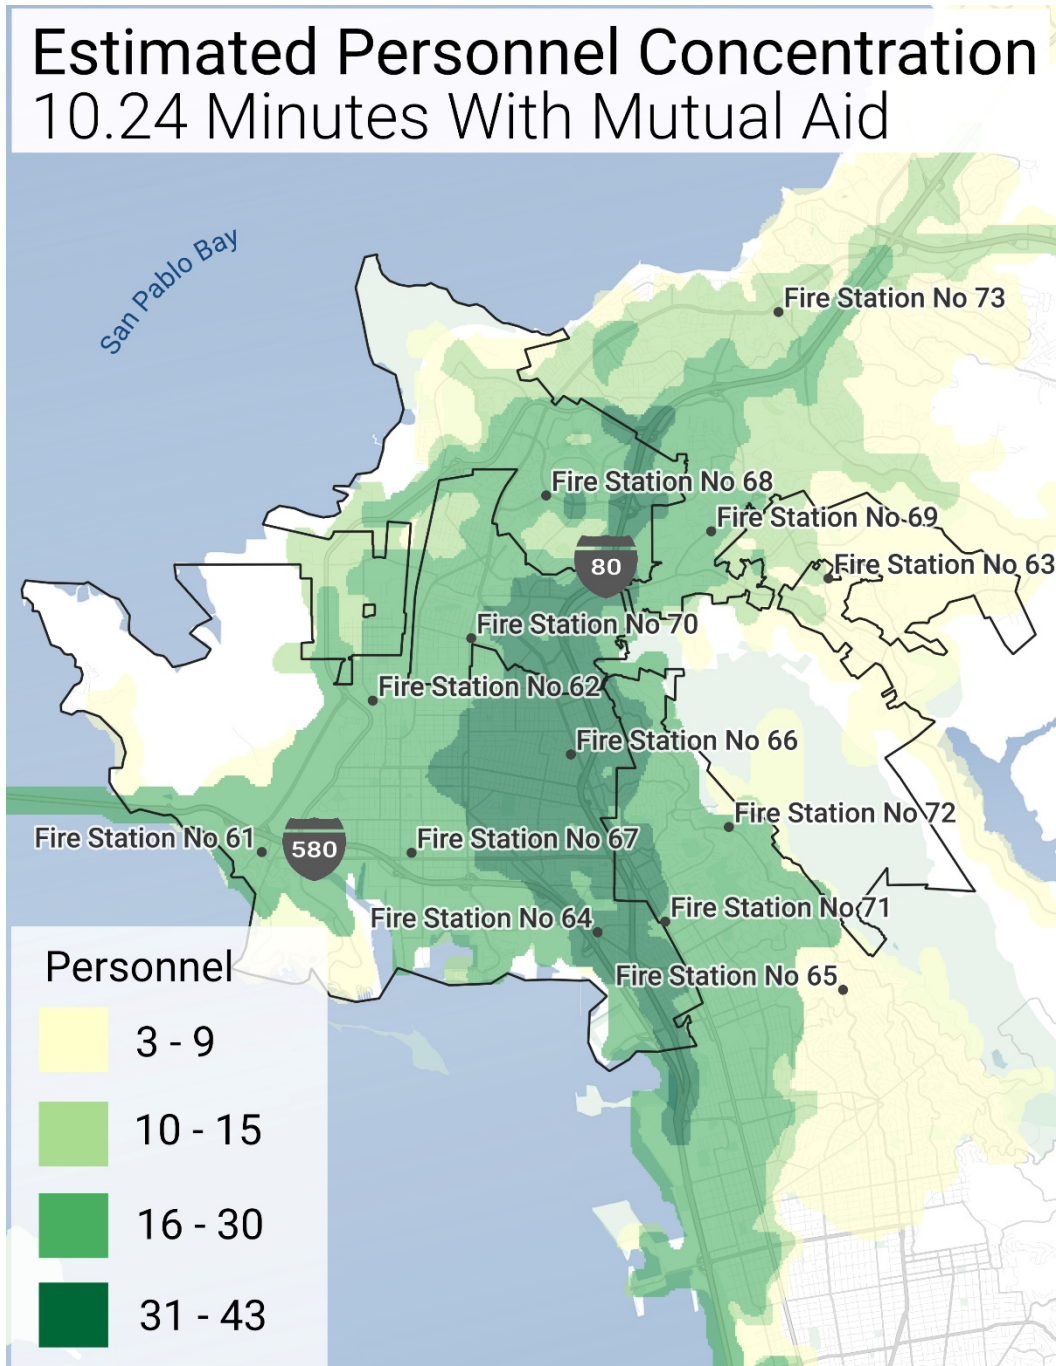 Estimated Personnel Concentration
10.24 Minutes With Mutual Aid
San Pablo Bay
Fire Station No 73
Fire Station No 68
Fire Station No 69
80
Fire Station No 63
Fire Station No 70
Fire Station No 62
Fire Station No 66
Fire Station No 72
Fire Station No 61
580
Fire Station No 67
Fire Station No 64
Fire Station No 71
Fire Station No 65
Personnel
3 - 9
10 - 15
16 - 30
31 - 43